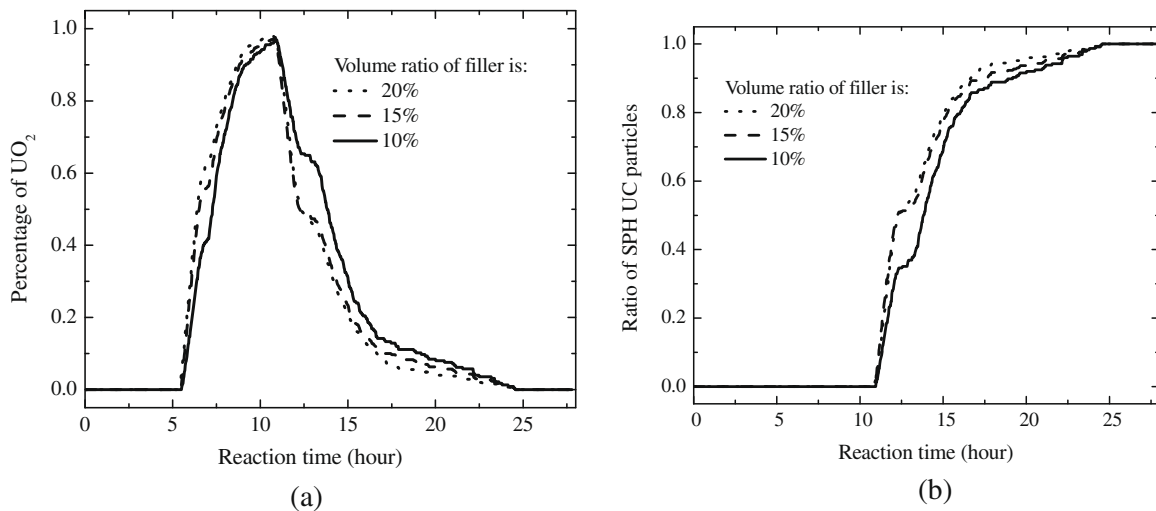 1.0
0.8
0.6
0.4
0.2
0.0
Percentage of UO₂
Volume ratio of filler is:
20%
15%
10%
0 5 10 15 20 25
Reaction time (hour)
(a)
1.0
0.8
0.6
0.4
0.2
0.0
Ratio of SPH UC particles
Volume ratio of filler is:
20%
15%
10%
0 5 10 15 20 25
Reaction time (hour)
(b)